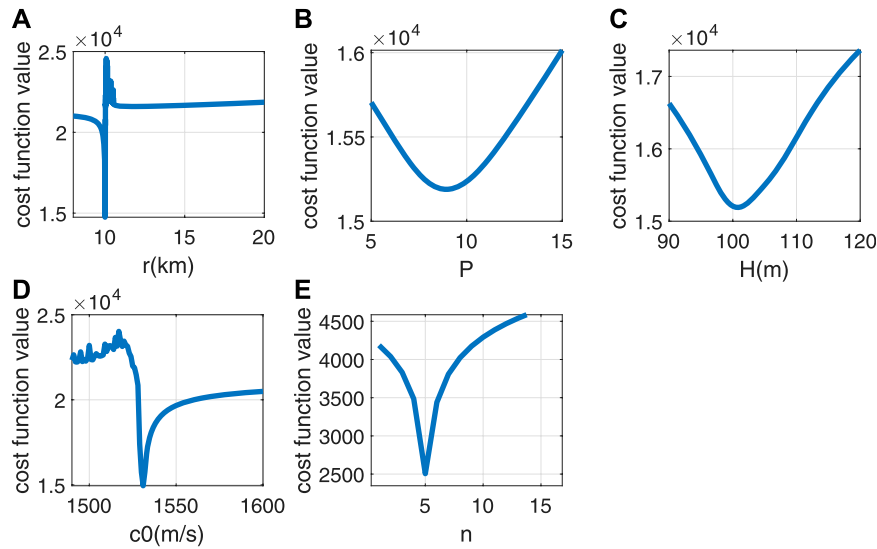 A
×10^4
2.5
2
1.5
10
15
20
cost function value
r(km)
B
×10^4
1.6
1.55
1.5
5
10
15
cost function value
P
C
×10^4
1.7
1.6
1.5
90
100
110
120
cost function value
H(m)
D
×10^4
2.5
2
1.5
1500
1550
1600
cost function value
c0(m/s)
E
4500
4000
3500
3000
2500
5
10
15
cost function value
n